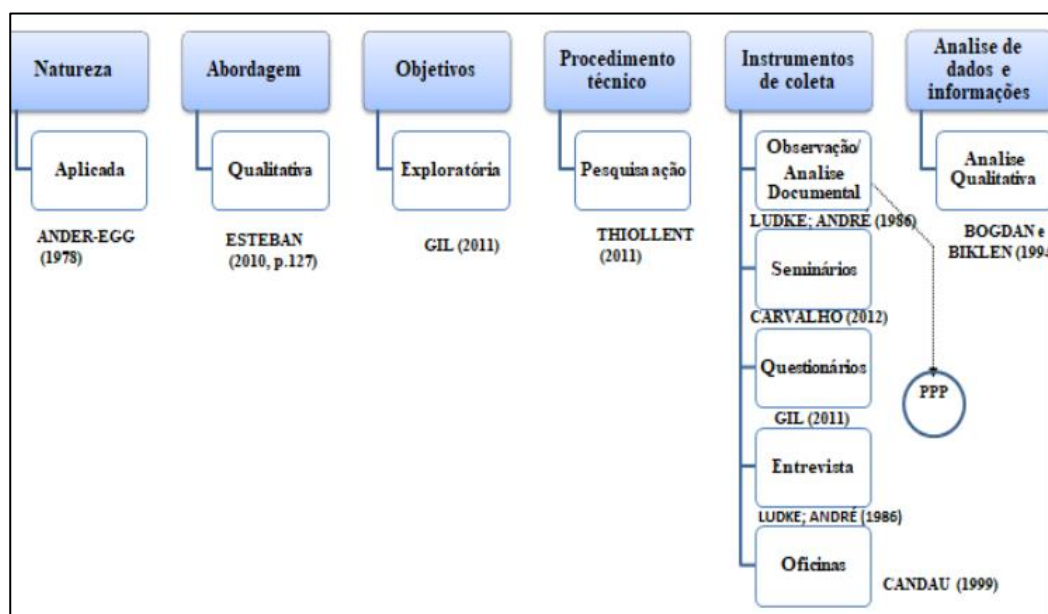 Natureza
Aplicada
ANDER-EGG
(1978)
Abordagem
Qualitativa
ESTEBAN
(2010, p.127)
Objetivos
Exploratória
GIL (2011)
Procedimento
técnico
Pesquisa ação
THIOLLENT
(2011)
Instrumentos
de coleta
Observação/
Analise
Documental
LUDKE; ANDRÉ (1986)
Seminários
CARVALHO (2012)
Questionários
GIL (2011)
Entrevista
LUDKE; ANDRÉ (1986)
Oficinas
CANDAU (1999)
PPP
Analise de
dados e
informações
Analise
Qualitativa
BOGDAN e
BIKLEN (1994